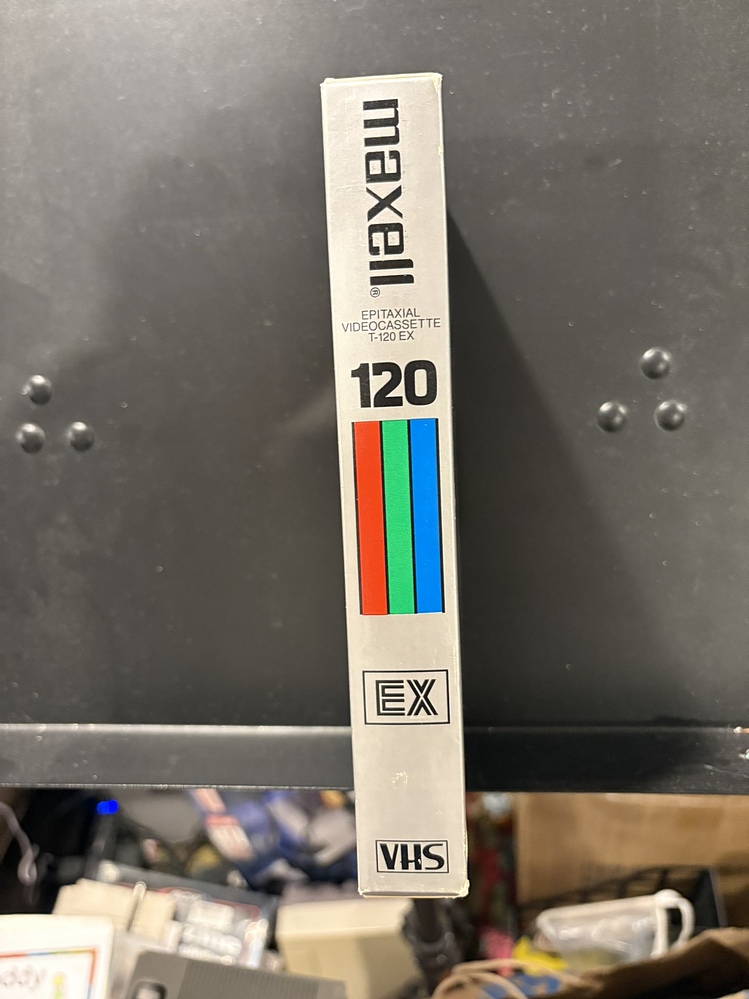 maxell®
EPITAXIAL
VIDEOCASSETTE
T-120 EX
120
EX
VHS